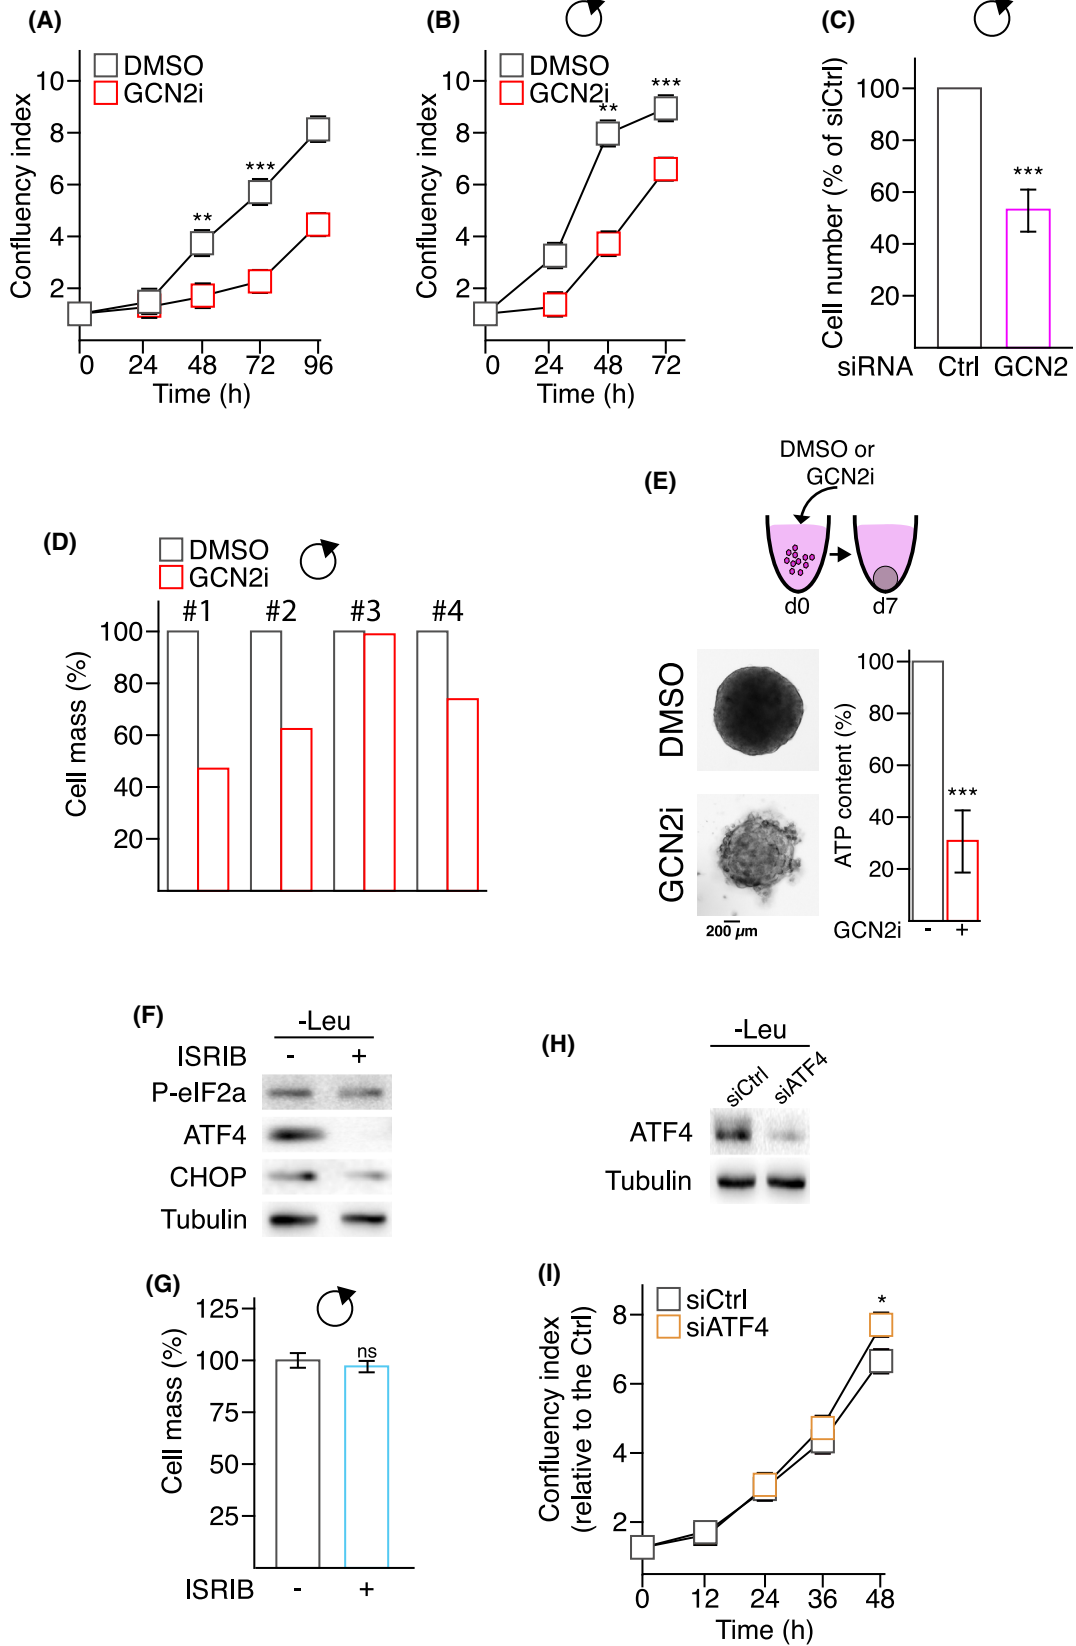 (A)
DMSO
GCN2i
Confluency index
10
8
6
4
2
**
***
0 24 48 72 96
Time (h)
(B)
DMSO
GCN2i
Confluency index
10
8
6
4
2
**
***
0 24 48 72
Time (h)
(C)
Cell number (% of siCtrl)
100
80
60
40
20
***
siRNA Ctrl GCN2
(D)
DMSO
GCN2i
Cell mass (%)
#1 #2 #3 #4
100
80
60
40
20
(E)
DMSO or
GCN2i
d0 d7
DMSO
GCN2i
200 µm
ATP content (%)
100
80
60
40
20
***
GCN2i - +
(F)
-Leu
ISRIB - +
P-eIF2a
ATF4
CHOP
Tubulin
(G)
Cell mass (%)
125
100
75
50
25
ns
ISRIB - +
(H)
-Leu
siCtrl siATF4
ATF4
Tubulin
(I)
siCtrl
siATF4
Confluency index
(relative to the Ctrl)
8
6
4
2
*
0 12 24 36 48
Time (h)